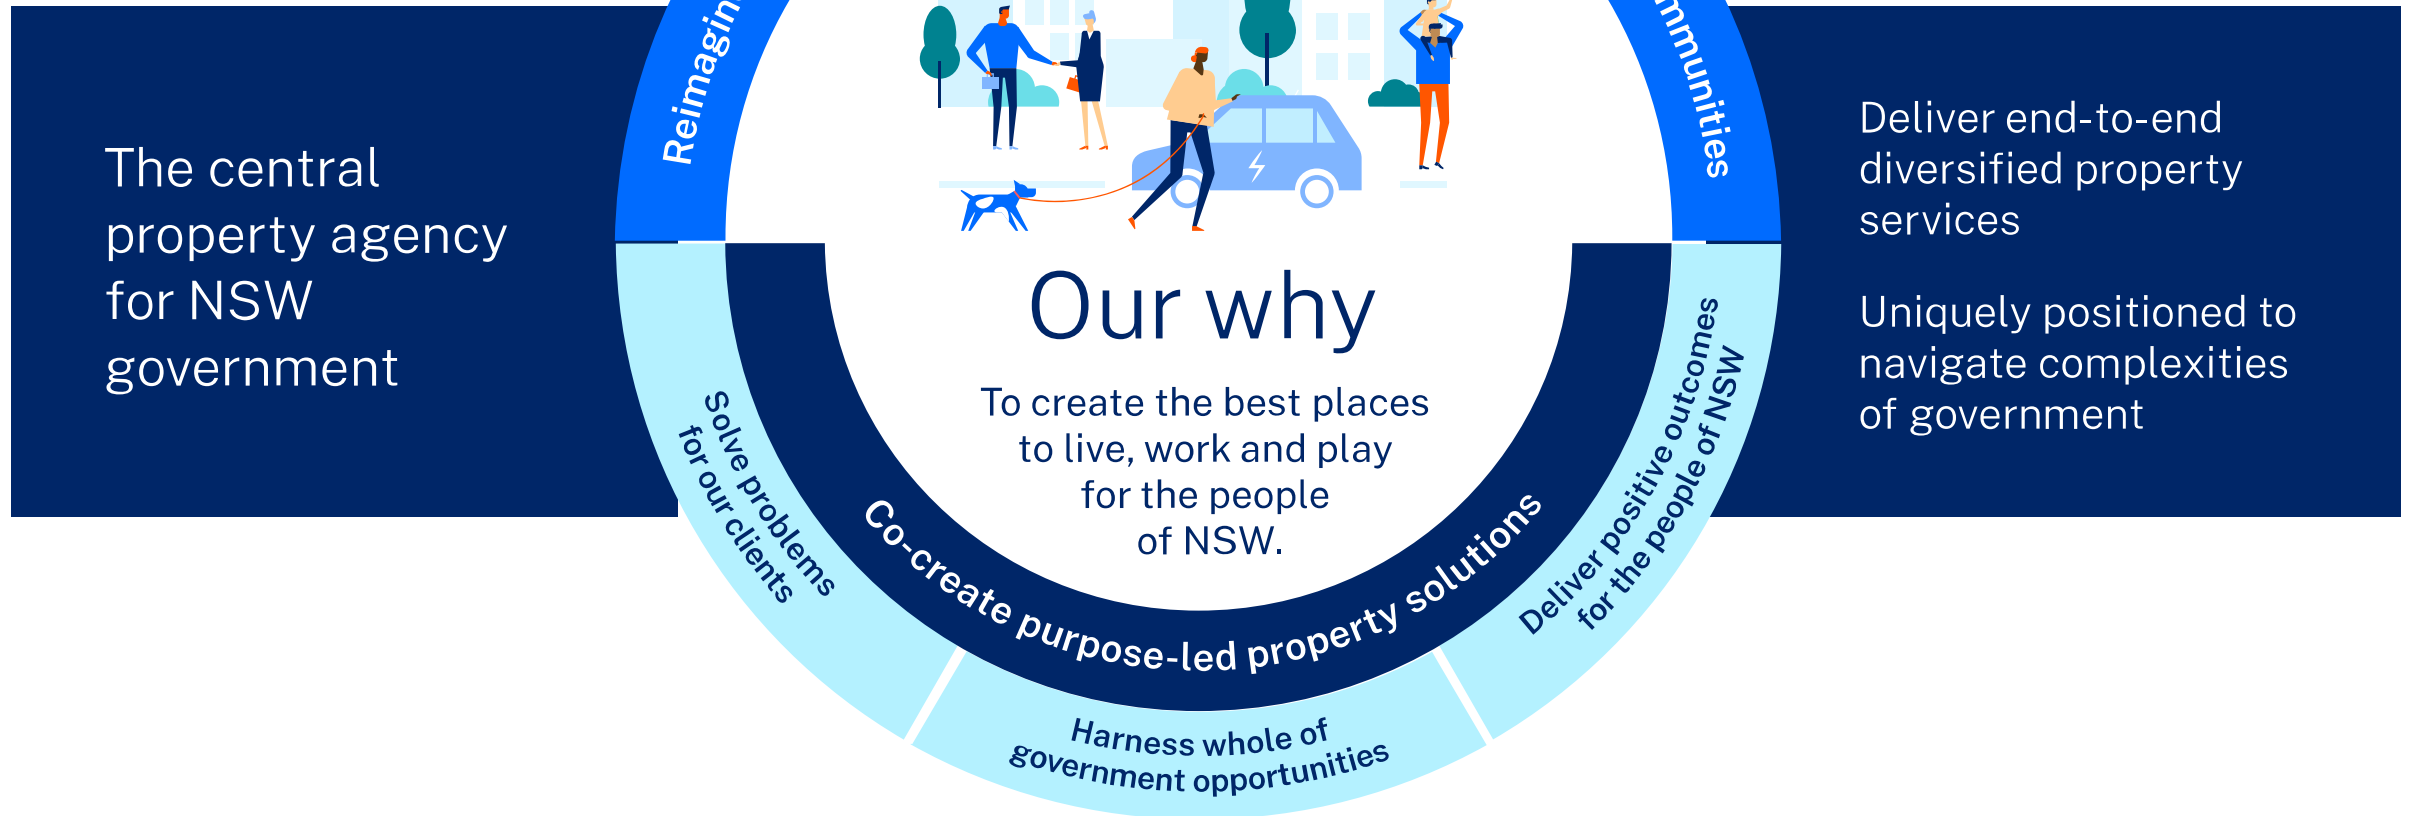 The central
property agency
for NSW
government
Our why
To create the best places
to live, work and play
for the people
of NSW.
Co-create purpose-led property solutions
Solve problems
for our clients
Harness whole of
government opportunities
Deliver positive outcomes
for the people of NSW
Deliver end-to-end
diversified property
services
Uniquely positioned to
navigate complexities
of government